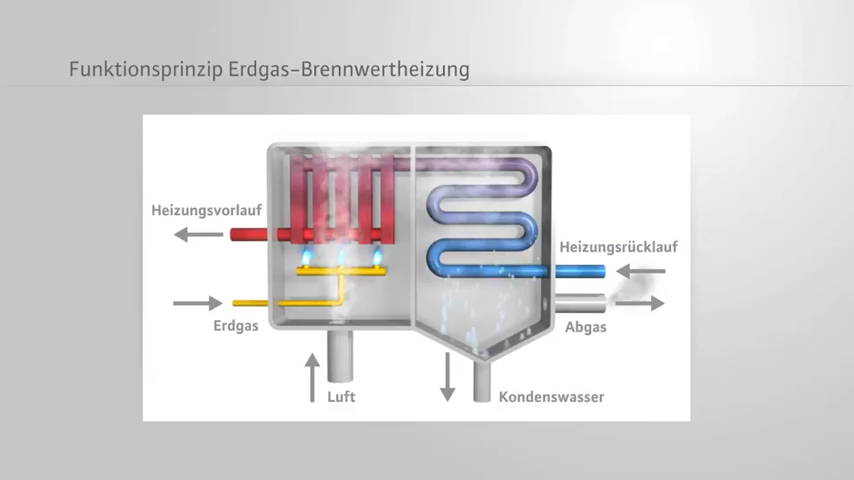 Funktionsprinzip Erdgas-Brennwertheizung
Heizungsvorlauf
Heizungsrücklauf
Erdgas
Abgas
Luft
Kondenswasser